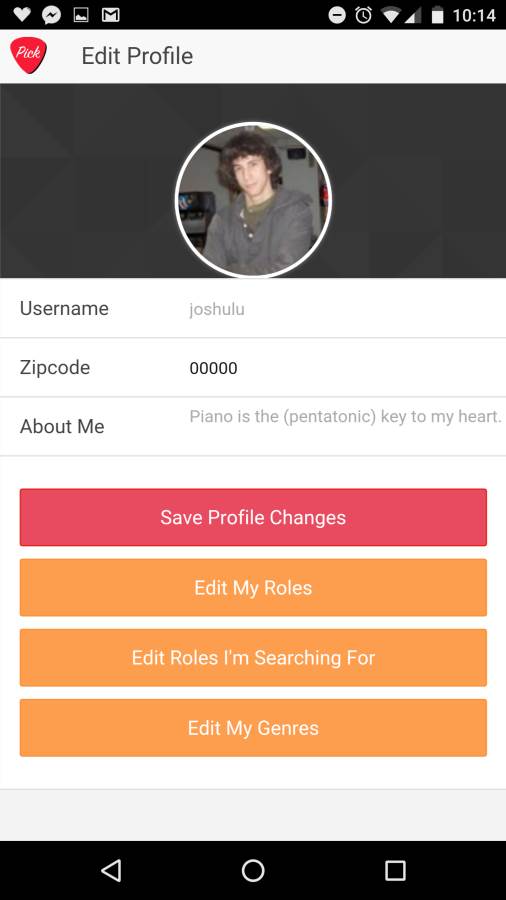 10:14
Pick
Edit Profile
Username joshulu
Zipcode 00000
About Me Piano is the (pentatonic) key to my heart.
Save Profile Changes
Edit My Roles
Edit Roles I'm Searching For
Edit My Genres